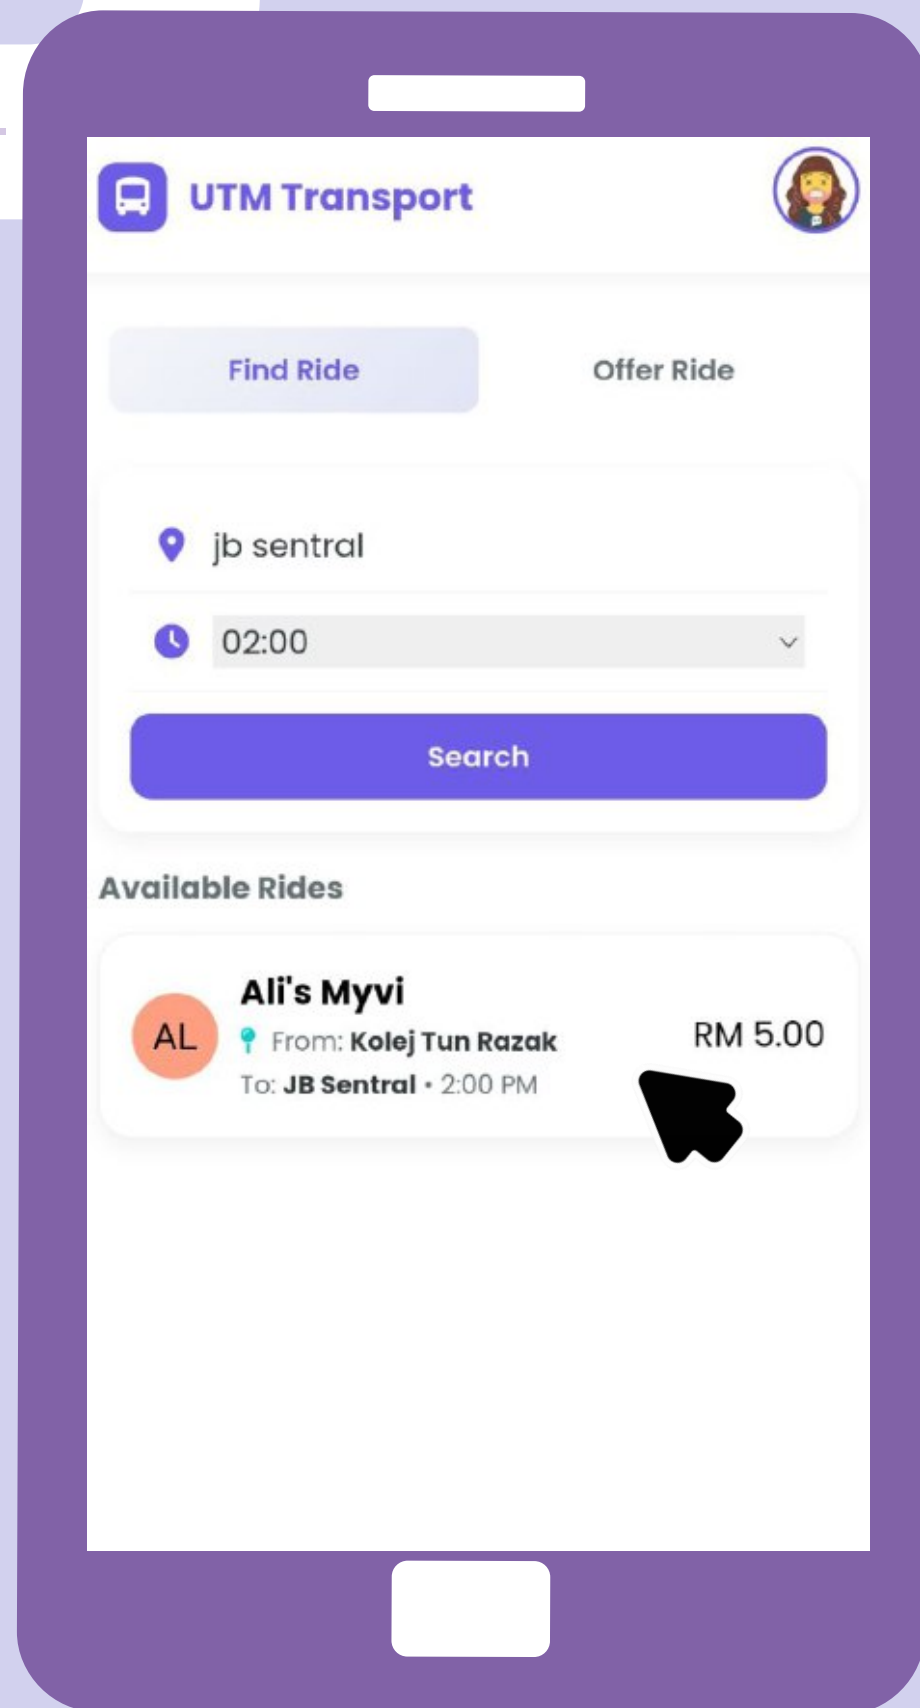 UTM Transport
Find Ride
Offer Ride
jb sentral
02:00
Search
Available Rides
AL
Ali's Myvi
From: Kolej Tun Razak
To: JB Sentral • 2:00 PM
RM 5.00